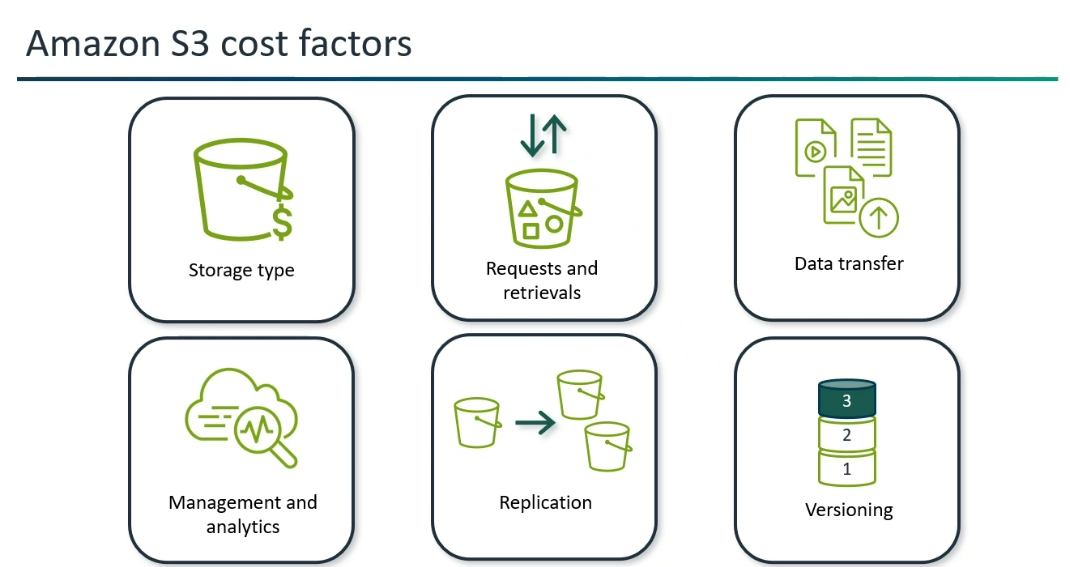 Amazon S3 cost factors
$
Storage type
Requests and
retrievals
Data transfer
Management and
analytics
Replication
3
2
1
Versioning